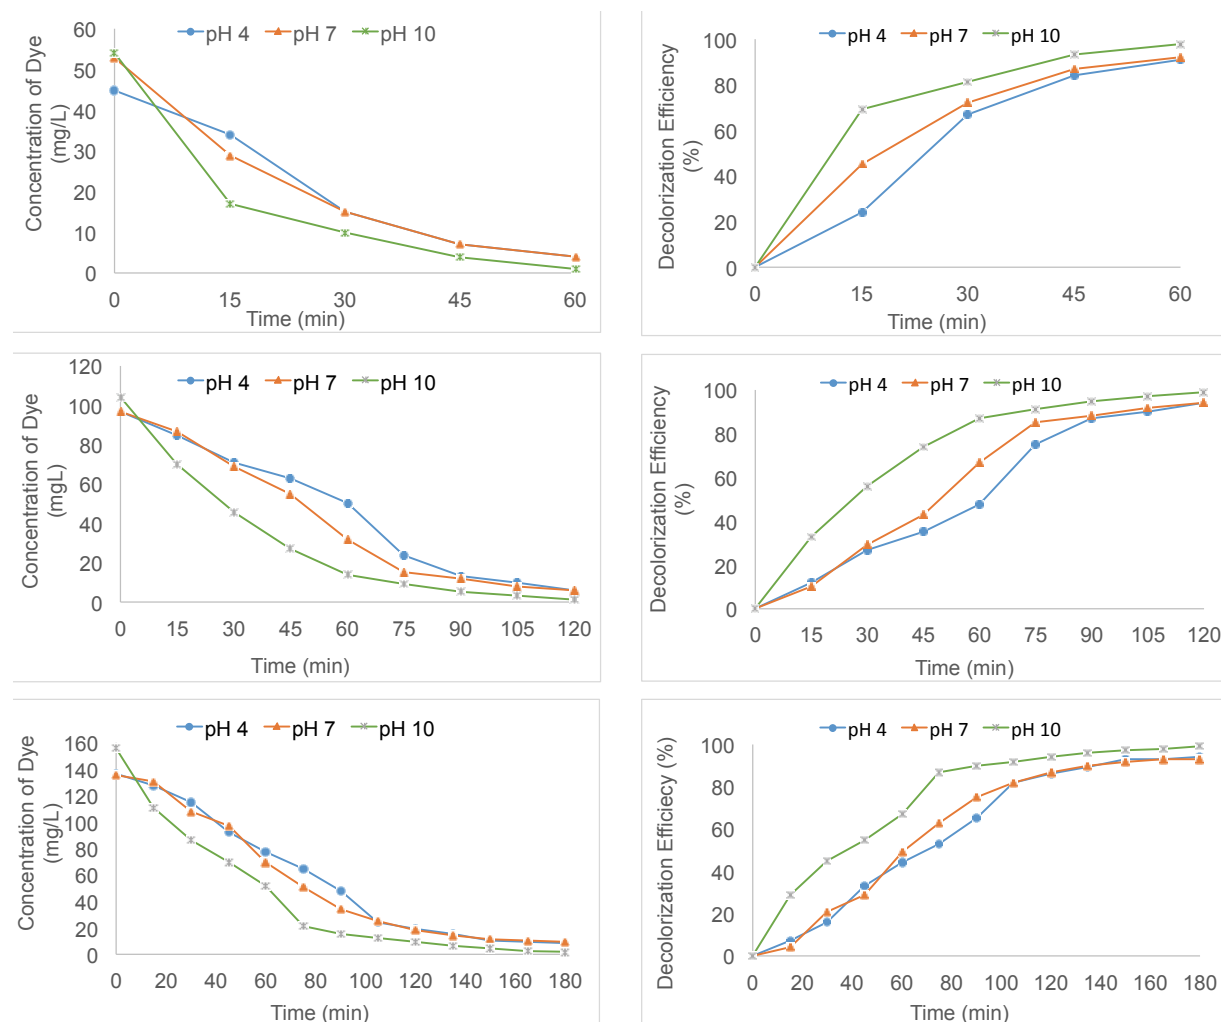 pH 4 pH 7 pH 10
Concentration of Dye
(mg/L)
60
50
40
30
20
10
0
0 15 30 45 60
Time (min)
pH 4 pH 7 pH 10
Decolorization Efficiency
(%)
100
80
60
40
20
0
0 15 30 45 60
Time (min)
pH 4 pH 7 pH 10
Concentration of Dye
(mgL)
120
100
80
60
40
20
0
0 15 30 45 60 75 90 105 120
Time (min)
pH 4 pH 7 pH 10
Decolorization Efficiency
(%)
100
80
60
40
20
0
0 15 30 45 60 75 90 105 120
Time (min)
pH 4 pH 7 pH 10
Concentration of Dye
(mg/L)
160
140
120
100
80
60
40
20
0
0 20 40 60 80 100 120 140 160 180
Time (min)
pH 4 pH 7 pH 10
Decolorization Efficiecy (%)
100
80
60
40
20
0
0 20 40 60 80 100 120 140 160 180
Time (min)